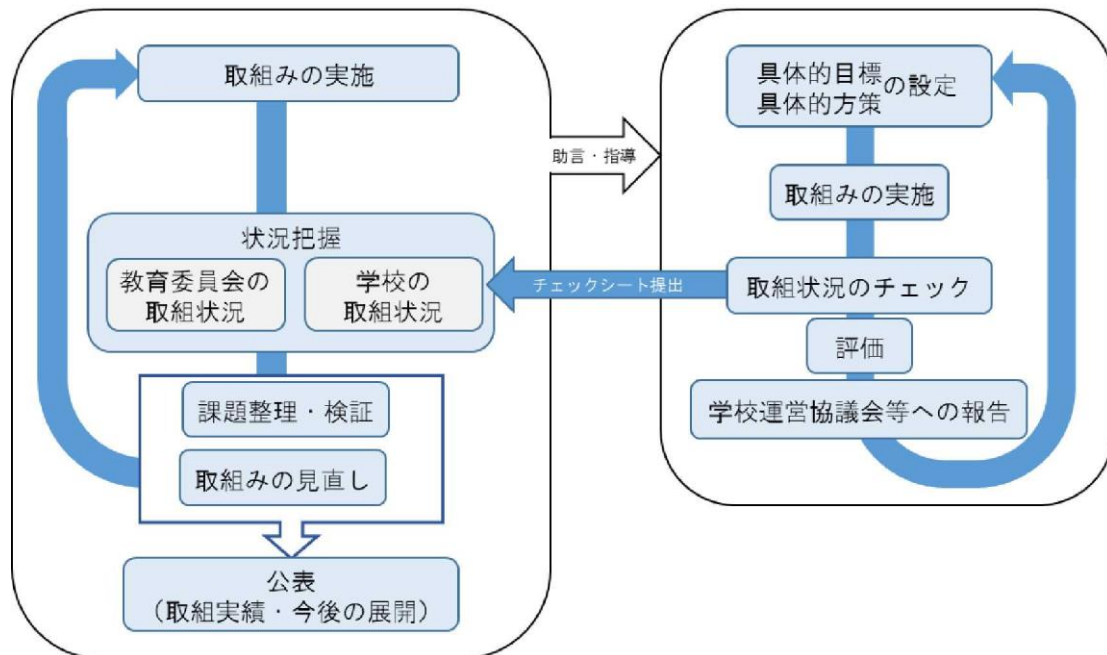 取組みの実施
状況把握
教育委員会の
取組状況
学校の
取組状況
課題整理・検証
取組みの見直し
公表
（取組実績・今後の展開）
助言・指導
チェックシート提出
具体的目標
具体的方策
の設定
取組みの実施
取組状況のチェック
評価
学校運営協議会等への報告